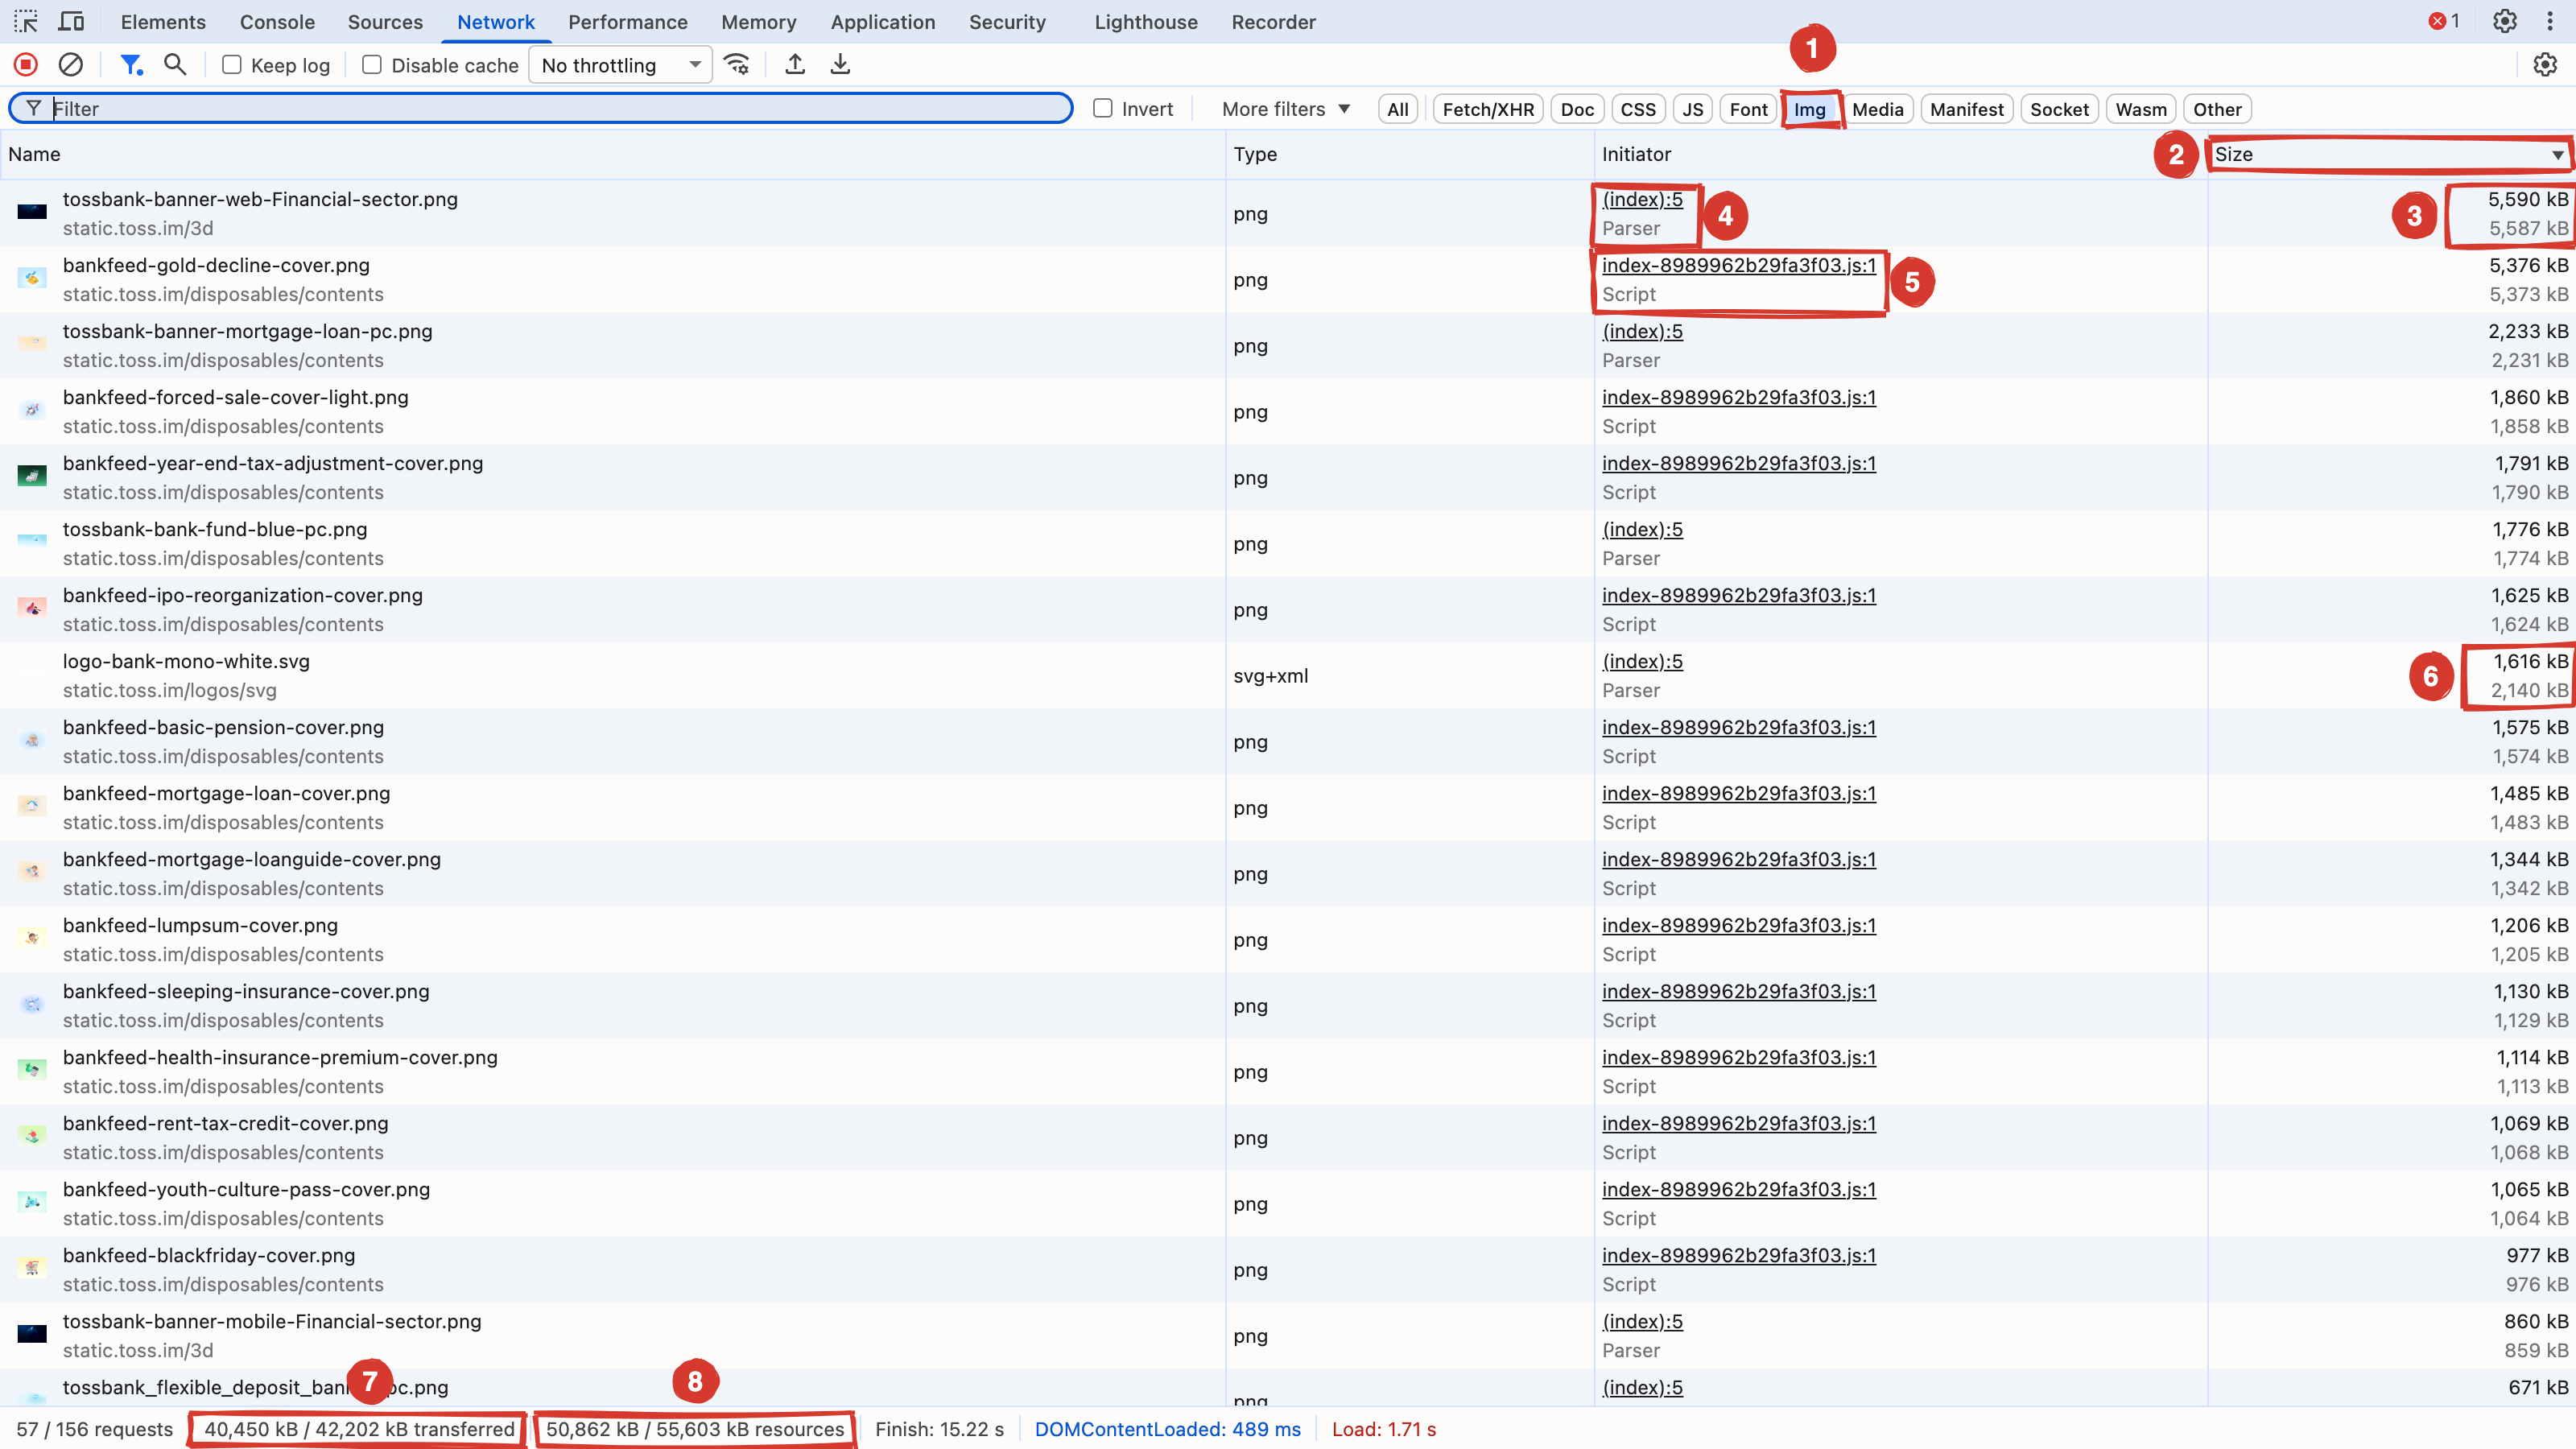 Elements Console Sources Network Performance Memory Application Security Lighthouse Recorder 1
1
Keep log Disable cache No throttling
Filter Invert More filters All Fetch/XHR Doc CSS JS Font Img Media Manifest Socket Wasm Other
Name Type Initiator 2 Size
tossbank-banner-web-Financial-sector.png (index):5 5,590 kB
static.toss.im/3d png Parser 4 3 5,587 kB
bankfeed-gold-decline-cover.png index-8989962b29fa3f03.js:1 5,376 kB
static.toss.im/disposables/contents png Script 5 5,373 kB
tossbank-banner-mortgage-loan-pc.png (index):5 2,233 kB
static.toss.im/disposables/contents png Parser 2,231 kB
bankfeed-forced-sale-cover-light.png index-8989962b29fa3f03.js:1 1,860 kB
static.toss.im/disposables/contents png Script 1,858 kB
bankfeed-year-end-tax-adjustment-cover.png index-8989962b29fa3f03.js:1 1,791 kB
static.toss.im/disposables/contents png Script 1,790 kB
tossbank-bank-fund-blue-pc.png (index):5 1,776 kB
static.toss.im/disposables/contents png Parser 1,774 kB
bankfeed-ipo-reorganization-cover.png index-8989962b29fa3f03.js:1 1,625 kB
static.toss.im/disposables/contents png Script 1,624 kB
logo-bank-mono-white.svg (index):5 1,616 kB
static.toss.im/logos/svg svg+xml Parser 6 2,140 kB
bankfeed-basic-pension-cover.png index-8989962b29fa3f03.js:1 1,575 kB
static.toss.im/disposables/contents png Script 1,574 kB
bankfeed-mortgage-loan-cover.png index-8989962b29fa3f03.js:1 1,485 kB
static.toss.im/disposables/contents png Script 1,483 kB
bankfeed-mortgage-loanguide-cover.png index-8989962b29fa3f03.js:1 1,344 kB
static.toss.im/disposables/contents png Script 1,342 kB
bankfeed-lumpsum-cover.png index-8989962b29fa3f03.js:1 1,206 kB
static.toss.im/disposables/contents png Script 1,205 kB
bankfeed-sleeping-insurance-cover.png index-8989962b29fa3f03.js:1 1,130 kB
static.toss.im/disposables/contents png Script 1,129 kB
bankfeed-health-insurance-premium-cover.png index-8989962b29fa3f03.js:1 1,114 kB
static.toss.im/disposables/contents png Script 1,113 kB
bankfeed-rent-tax-credit-cover.png index-8989962b29fa3f03.js:1 1,069 kB
static.toss.im/disposables/contents png Script 1,068 kB
bankfeed-youth-culture-pass-cover.png index-8989962b29fa3f03.js:1 1,065 kB
static.toss.im/disposables/contents png Script 1,064 kB
bankfeed-blackfriday-cover.png index-8989962b29fa3f03.js:1 977 kB
static.toss.im/disposables/contents png Script 976 kB
tossbank-banner-mobile-Financial-sector.png (index):5 860 kB
static.toss.im/3d png Parser 859 kB
7 8
pc.png png (index):5 671 kB
57 / 156 requests 40,450 kB / 42,202 kB transferred 50,862 kB / 55,603 kB resources Finish: 15.22 s DOMContentLoaded: 489 ms Load: 1.71 s